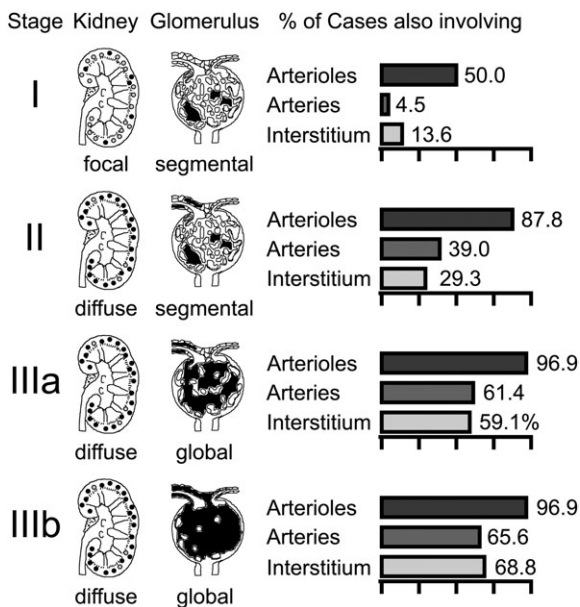 Stage Kidney Glomerulus % of Cases also involving
I
Arterioles 50.0
Arteries 4.5
Interstitium 13.6
focal segmental
II
Arterioles 87.8
Arteries 39.0
Interstitium 29.3
diffuse segmental
IIIa
Arterioles 96.9
Arteries 61.4
Interstitium 59.1%
diffuse global
IIIb
Arterioles 96.9
Arteries 65.6
Interstitium 68.8
diffuse global